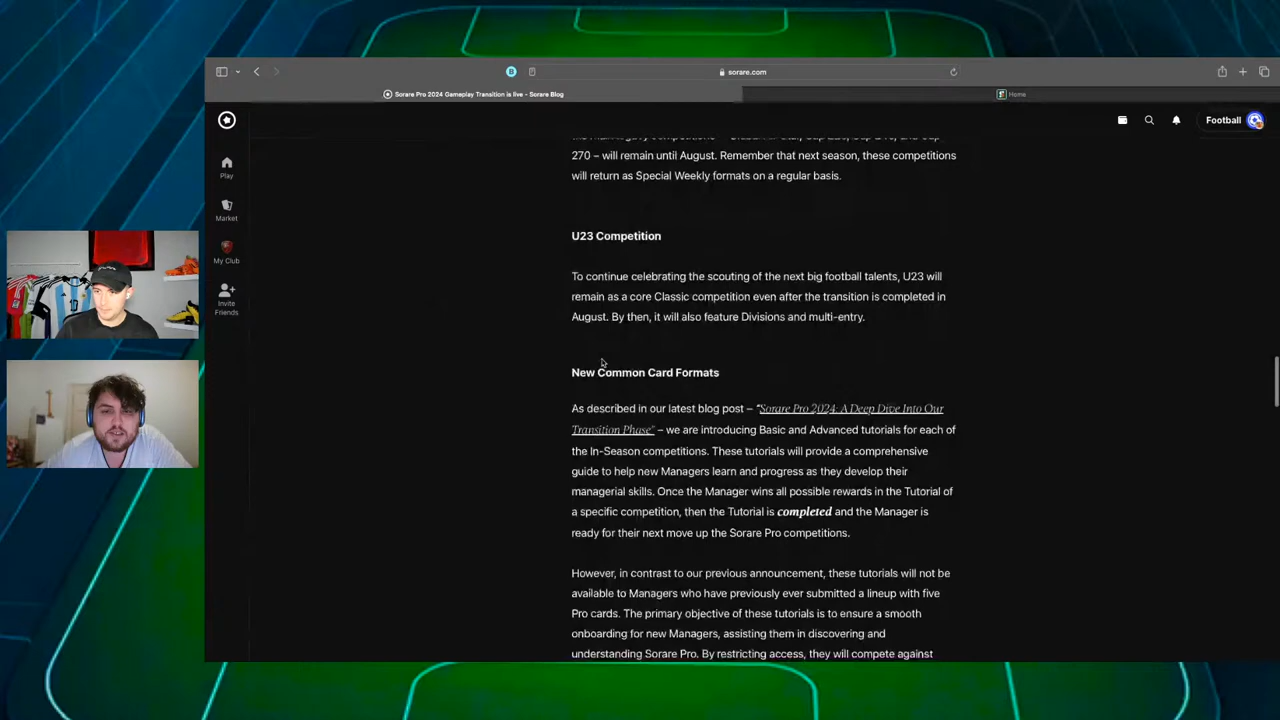 sorare.com
Sorare Pro 2024 Gameplay Transition is live - Sorare Blog
Home
Football
Play
Market
My Club
Invite
Friends
270 – will remain until August. Remember that next season, these competitions
will return as Special Weekly formats on a regular basis.
U23 Competition
To continue celebrating the scouting of the next big football talents, U23 will
remain as a core Classic competition even after the transition is completed in
August. By then, it will also feature Divisions and multi-entry.
New Common Card Formats
As described in our latest blog post – "Sorare Pro 2024: A Deep Dive Into Our
Transition Phase" – we are introducing Basic and Advanced tutorials for each of
the In-Season competitions. These tutorials will provide a comprehensive
guide to help new Managers learn and progress as they develop their
managerial skills. Once the Manager wins all possible rewards in the Tutorial of
a specific competition, then the Tutorial is completed and the Manager is
ready for their next move up the Sorare Pro competitions.
However, in contrast to our previous announcement, these tutorials will not be
available to Managers who have previously ever submitted a lineup with five
Pro cards. The primary objective of these tutorials is to ensure a smooth
onboarding for new Managers, assisting them in discovering and
understanding Sorare Pro. By restricting access, they will compete against